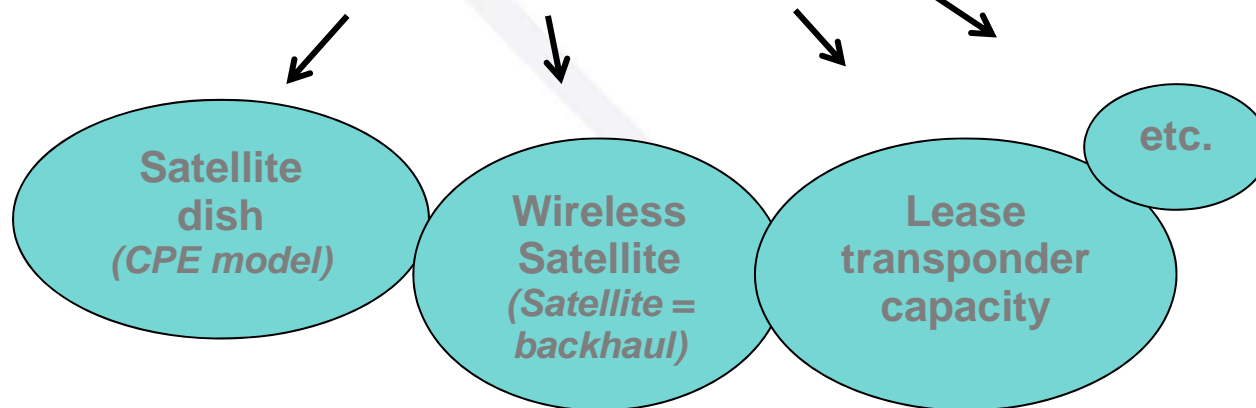 Satellite
dish
(CPE model)
Wireless
Satellite
(Satellite =
backhaul)
Lease
transponder
capacity
etc.